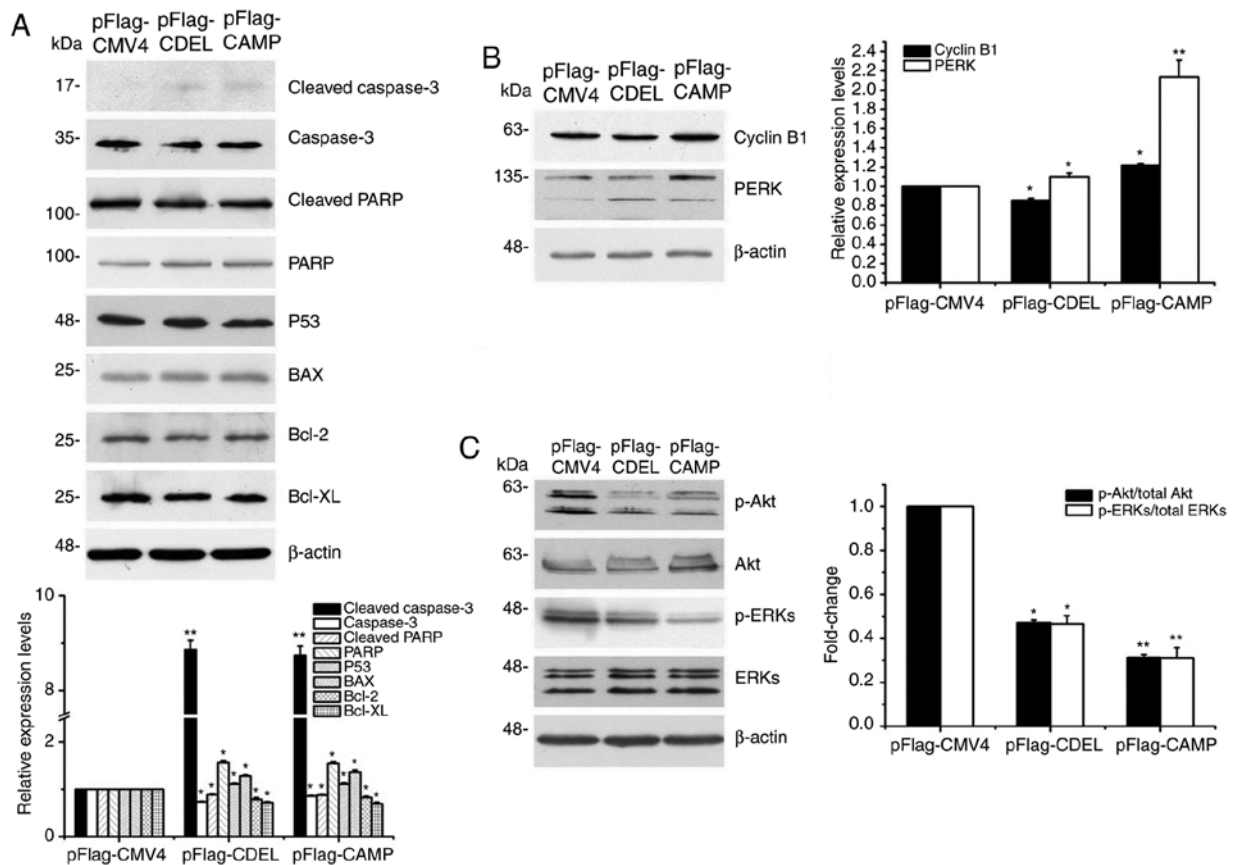 A
kDa
pFlag-CMV4
pFlag-CDEL
pFlag-CAMP
17-
Cleaved caspase-3
35-
Caspase-3
100-
Cleaved PARP
100-
PARP
48-
P53
25-
BAX
25-
Bcl-2
25-
Bcl-XL
48-
β-actin
Relative expression levels
10
8
2
1
0
**
* * * * * * *
**
* * * * * * *
Cleaved caspase-3
Caspase-3
Cleaved PARP
PARP
P53
BAX
Bcl-2
Bcl-XL
pFlag-CMV4
pFlag-CDEL
pFlag-CAMP
B
kDa
pFlag-CMV4
pFlag-CDEL
pFlag-CAMP
63-
Cyclin B1
135-
PERK
48-
β-actin
Relative expression levels
2.4
2.2
2.0
1.8
1.6
1.4
1.2
1.0
0.8
0.6
0.4
0.2
0.0
Cyclin B1
PERK
*
*
*
**
pFlag-CMV4
pFlag-CDEL
pFlag-CAMP
C
kDa
pFlag-CMV4
pFlag-CDEL
pFlag-CAMP
63-
p-Akt
63-
Akt
48-
p-ERKs
48-
ERKs
48-
β-actin
Fold-change
1.0
0.8
0.6
0.4
0.2
0.0
p-Akt/total Akt
p-ERKs/total ERKs
*
*
**
**
pFlag-CMV4
pFlag-CDEL
pFlag-CAMP